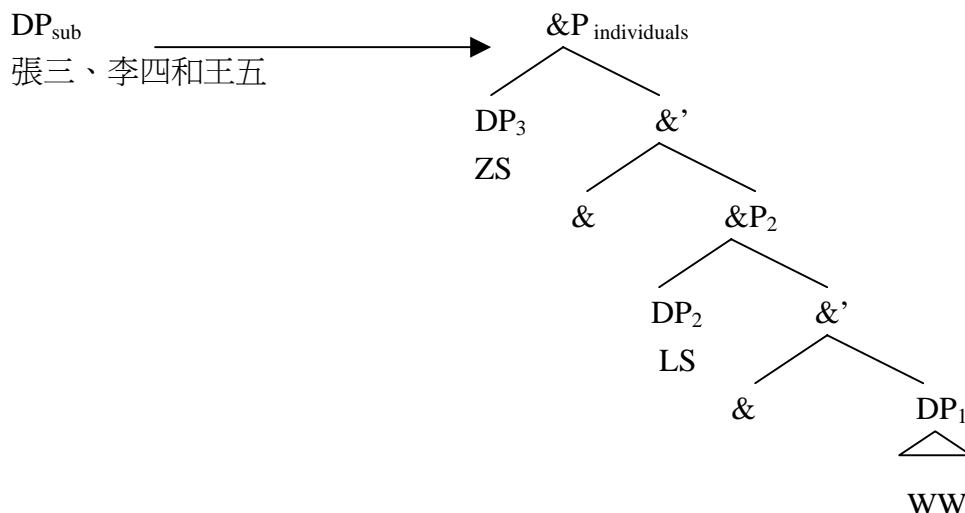 DPsub
&P individuals
張三、李四和王五
DP3
&’
ZS
&
&P2
DP2
&’
LS
&
DP1
WW